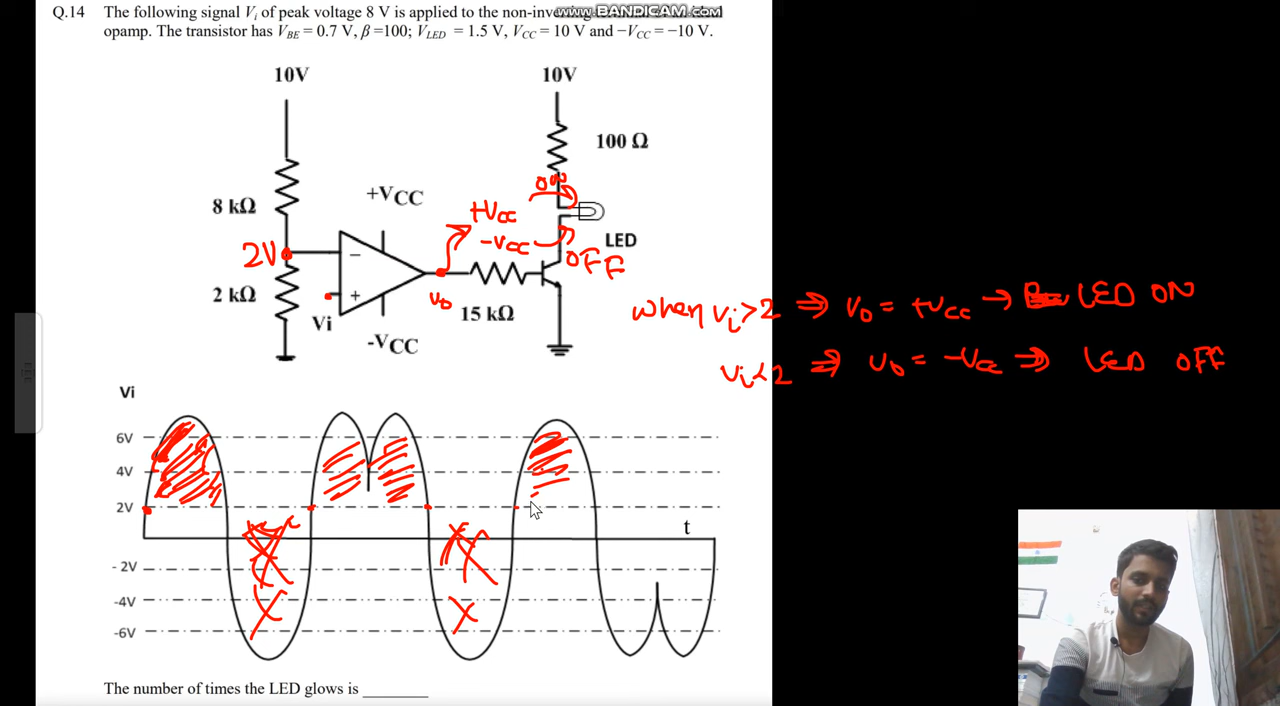 www.BANDICAM.com
Q.14 The following signal Vi of peak voltage 8 V is applied to the non-inv
opamp. The transistor has VBE = 0.7 V, β =100; VLED = 1.5 V, VCC = 10 V and −VCC = −10 V.
10V
10V
100 Ω
on
+VCC
8 kΩ
+Vcc
-Vcc
LED
2V
OFF
−
2 kΩ
+
Vo
15 kΩ
Vi
-VCC
when Vi>2 ⇒ Vo = +Vcc → LED ON
Vi<2 ⇒ Vo = -Vcc ⇒ LED OFF
Vi
6V
4V
2V
t
- 2V
-4V
-6V
The number of times the LED glows is ________